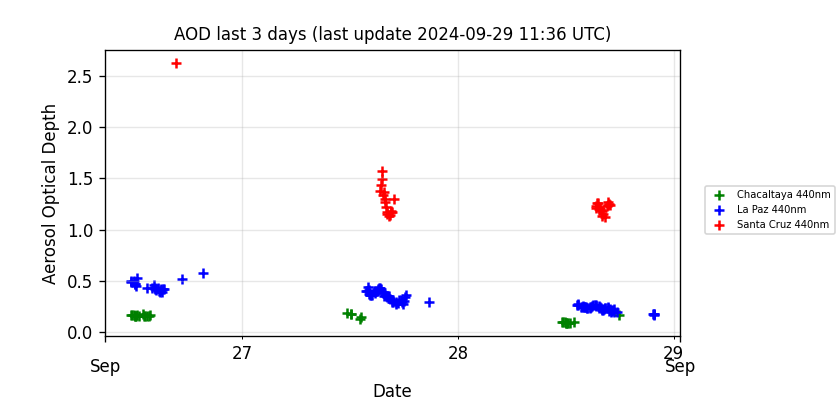 AOD last 3 days (last update 2024-09-29 11:36 UTC)
Aerosol Optical Depth
2.5
2.0
1.5
1.0
0.5
0.0
27
28
29
Sep
Sep
Date
Chacaltaya 440nm
La Paz 440nm
Santa Cruz 440nm